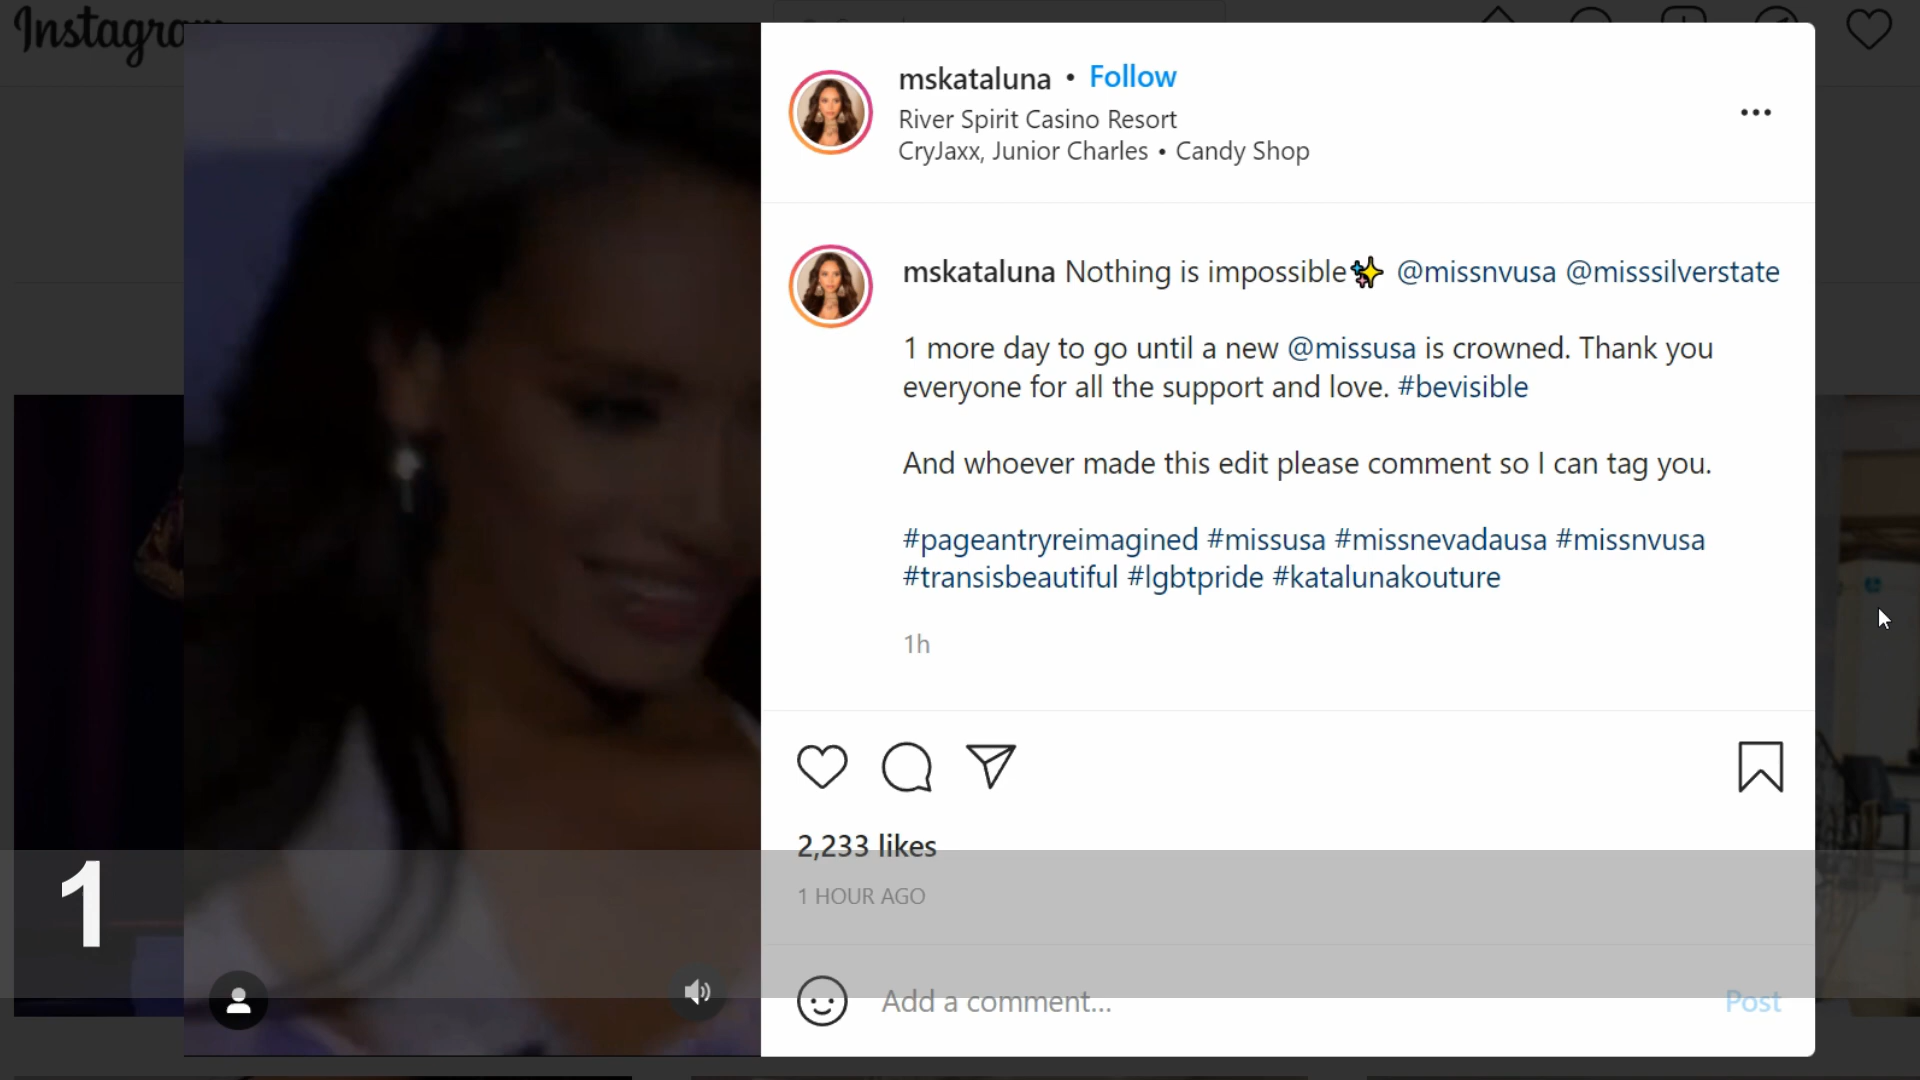 Instagra
mskataluna • Follow
River Spirit Casino Resort
CryJaxx, Junior Charles • Candy Shop
mskataluna Nothing is impossible✨ @missnvusa @misssilverstate
1 more day to go until a new @missusa is crowned. Thank you
everyone for all the support and love. #bevisible
And whoever made this edit please comment so I can tag you.
#pageantryreimagined #missusa #missnevadausa #missnvusa
#transisbeautiful #lgbtpride #katalunakouture
1h
2,233 likes
1 HOUR AGO
1
Add a comment...
Post